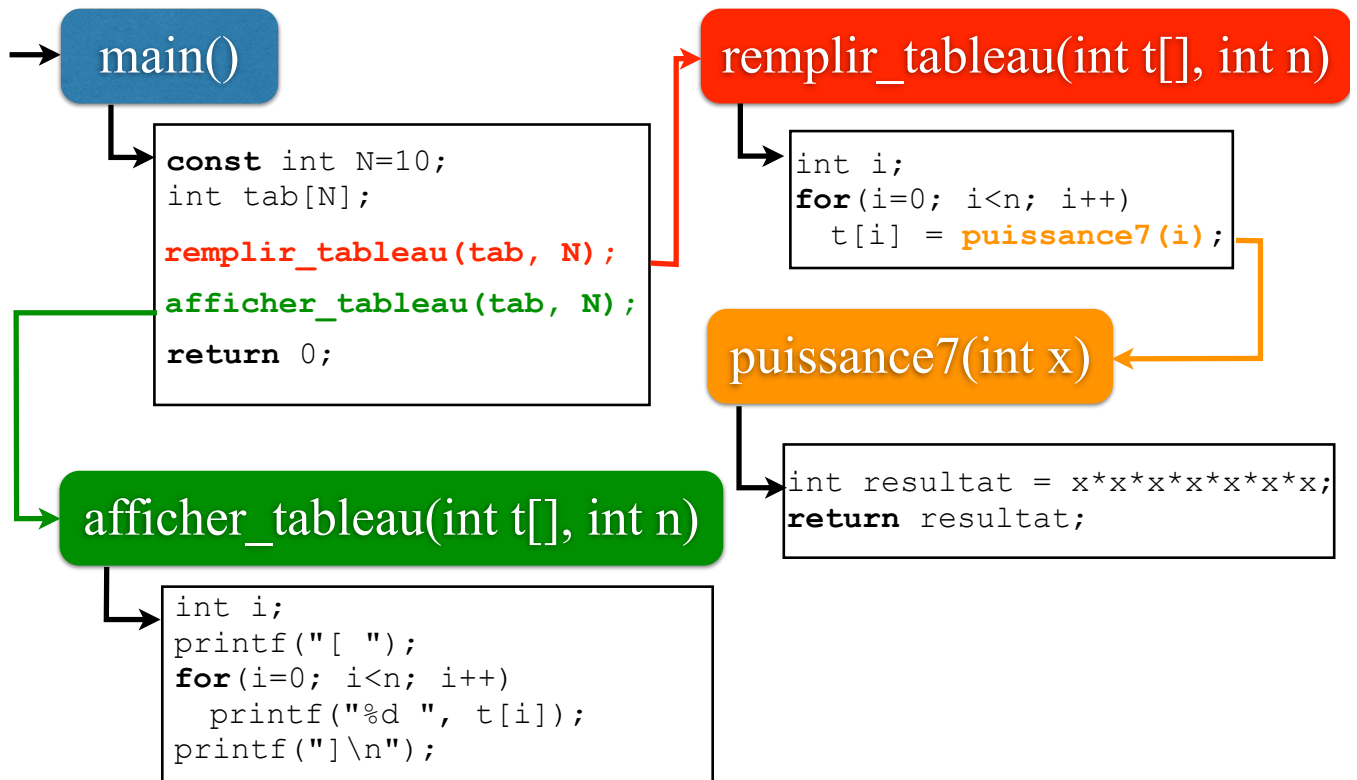 main()
const int N=10;
int tab[N];
remplir_tableau(tab, N);
afficher_tableau(tab, N);
return 0;
remplir_tableau(int t[], int n)
int i;
for(i=0; i<n; i++)
t[i] = puissance7(i);
puissance7(int x)
int resultat = x*x*x*x*x*x*x;
return resultat;
afficher_tableau(int t[], int n)
int i;
printf("[ ");
for(i=0; i<n; i++)
printf("%d ", t[i]);
printf("]\n");